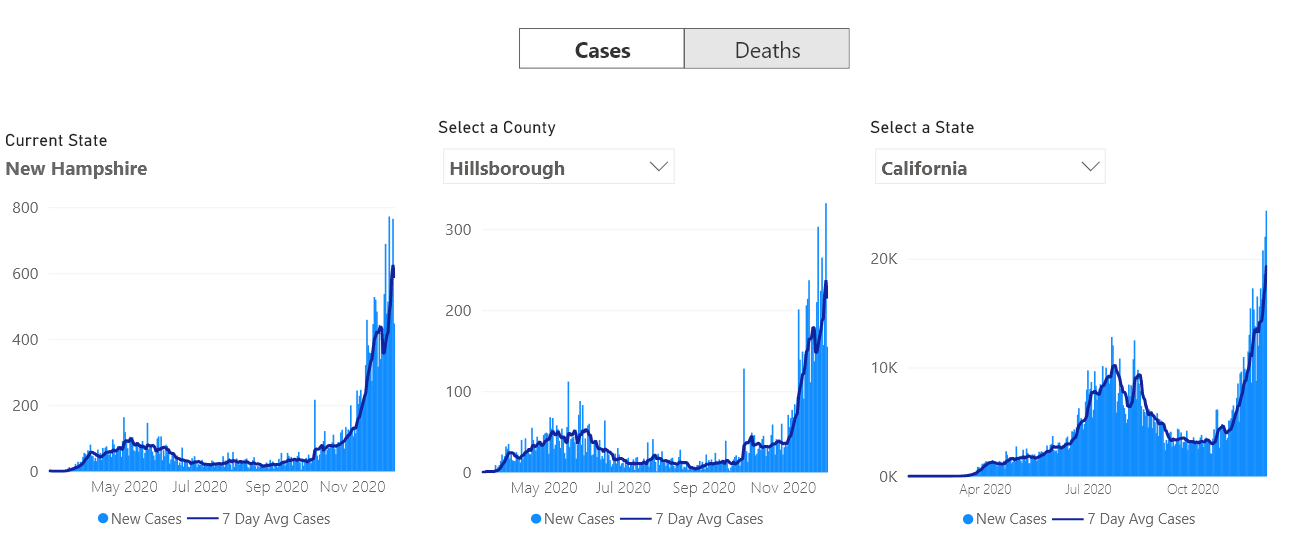 Cases Deaths
Current State
New Hampshire
Select a County
Hillsborough
Select a State
California
800
600
400
200
0
May 2020 Jul 2020 Sep 2020 Nov 2020
New Cases 7 Day Avg Cases
300
200
100
0
May 2020 Jul 2020 Sep 2020 Nov 2020
New Cases 7 Day Avg Cases
20K
10K
0K
Apr 2020 Jul 2020 Oct 2020
New Cases 7 Day Avg Cases